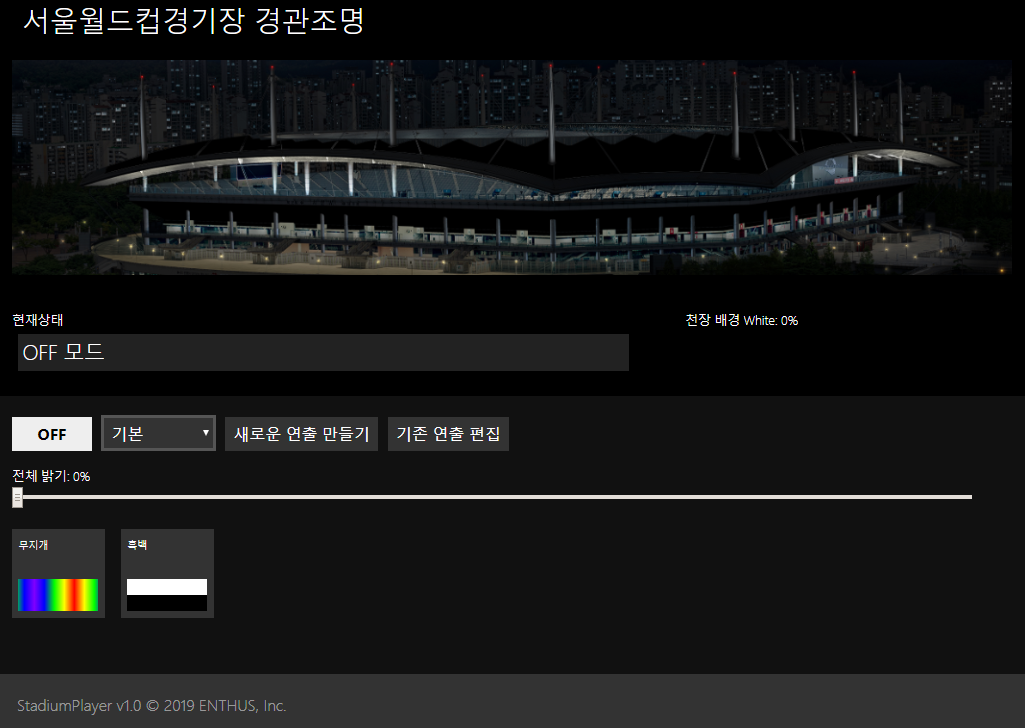 서울월드컵경기장 경관조명
현재상태
천장 배경 White: 0%
OFF 모드
OFF
기본
새로운 연출 만들기
기존 연출 편집
전체 밝기: 0%
무지개
흑백
StadiumPlayer v1.0 © 2019 ENTHUS, Inc.